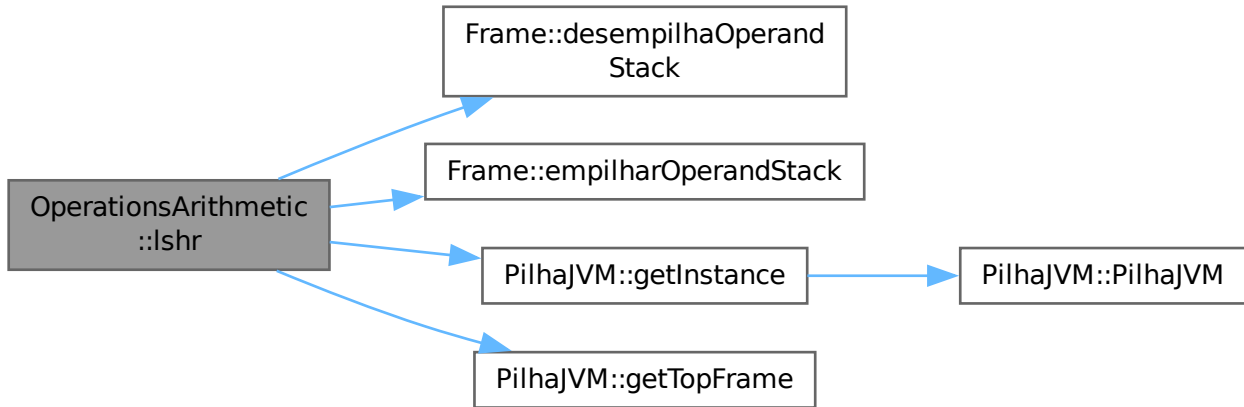 Frame::desempilhaOperand
Stack
Frame::empilharOperandStack
OperationsArithmetic
::lshr
PilhaJVM::getInstance
PilhaJVM::PilhaJVM
PilhaJVM::getTopFrame